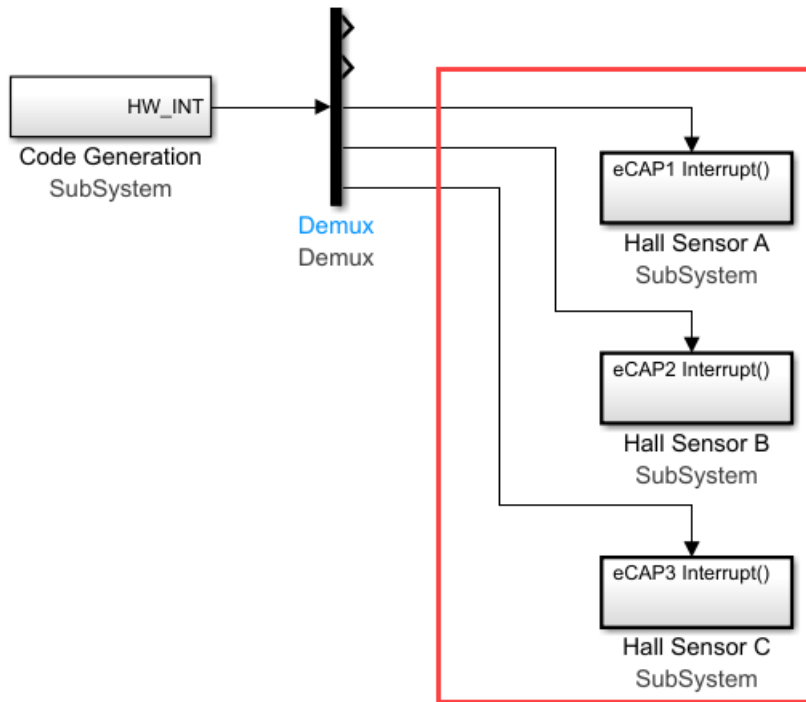 HW_INT
Code Generation
SubSystem
Demux
Demux
eCAP1 Interrupt()
Hall Sensor A
SubSystem
eCAP2 Interrupt()
Hall Sensor B
SubSystem
eCAP3 Interrupt()
Hall Sensor C
SubSystem